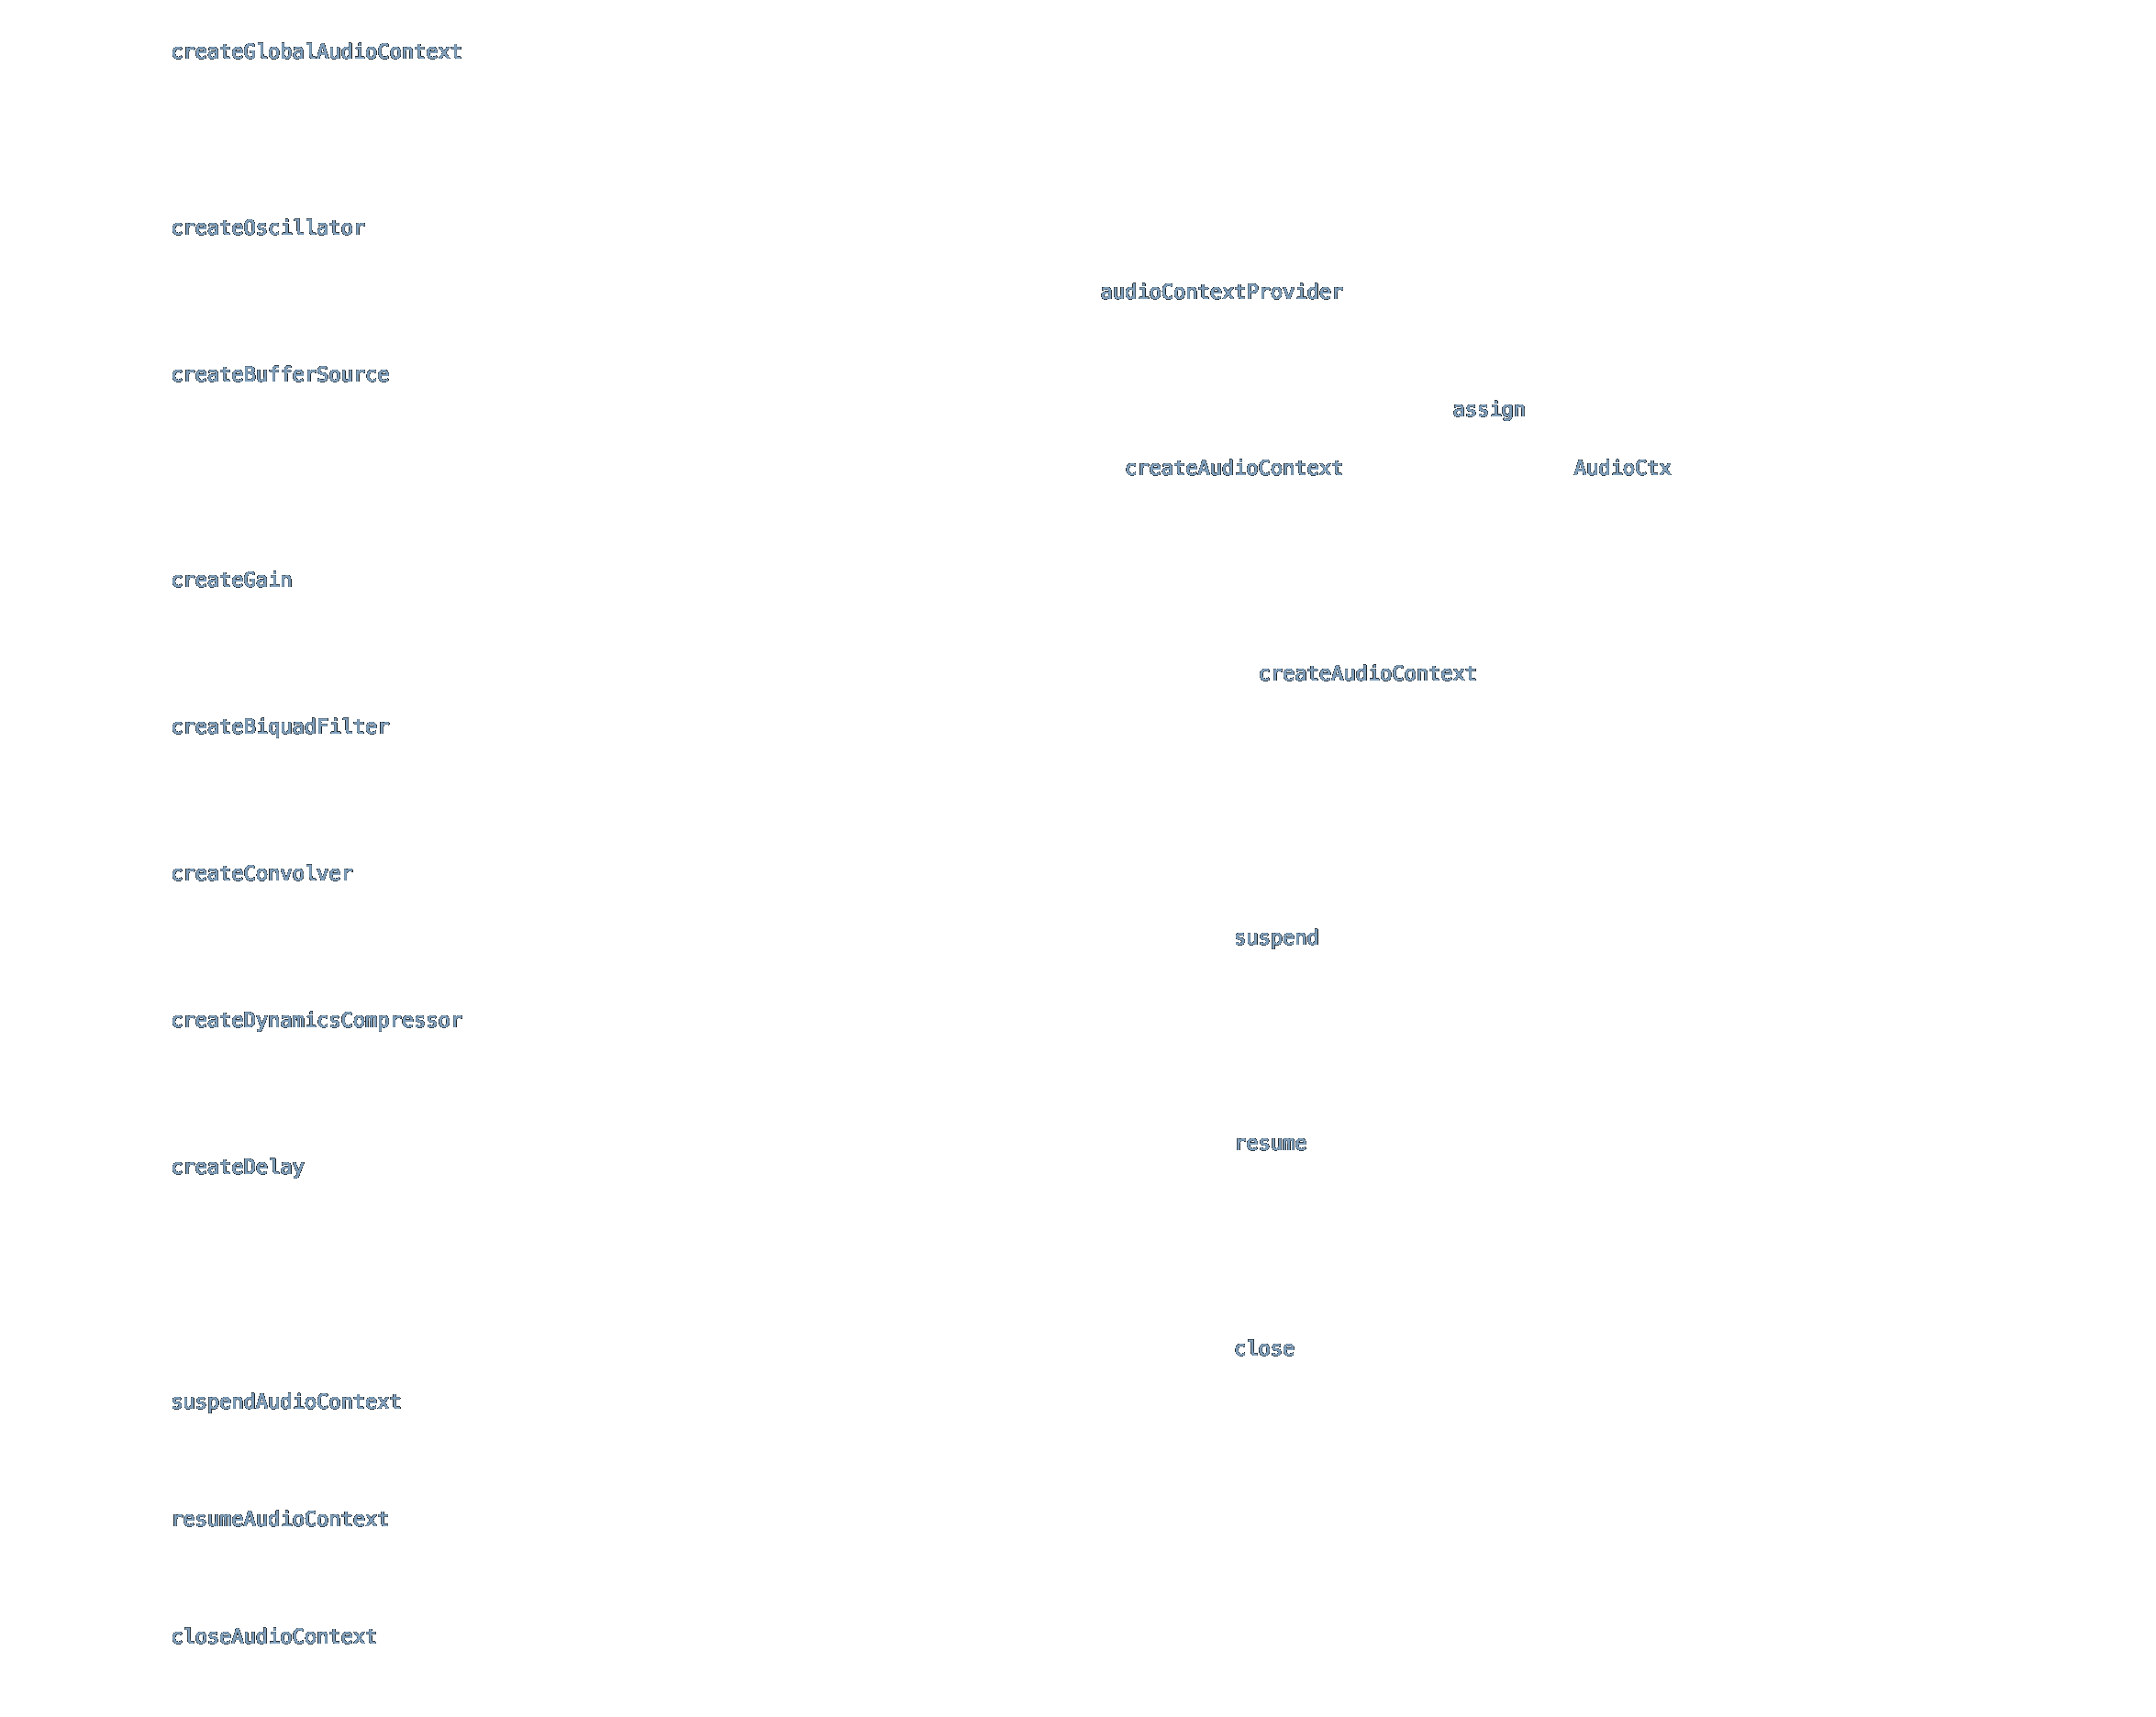 createGlobalAudioContext
createOscillator
createBufferSource
createGain
createBiquadFilter
createConvolver
createDynamicsCompressor
createDelay
suspendAudioContext
resumeAudioContext
closeAudioContext
audioContextProvider
assign
createAudioContext AudioCtx
createAudioContext
suspend
resume
close